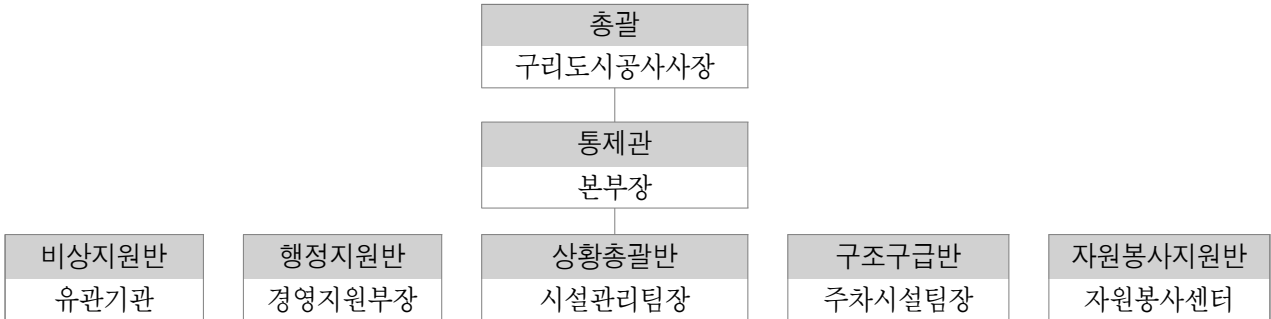 총괄
구리도시공사사장
통제관
본부장
비상지원반 행정지원반 상황총괄반 구조구급반 자원봉사지원반
유관기관 경영지원부장 시설관리팀장 주차시설팀장 자원봉사센터